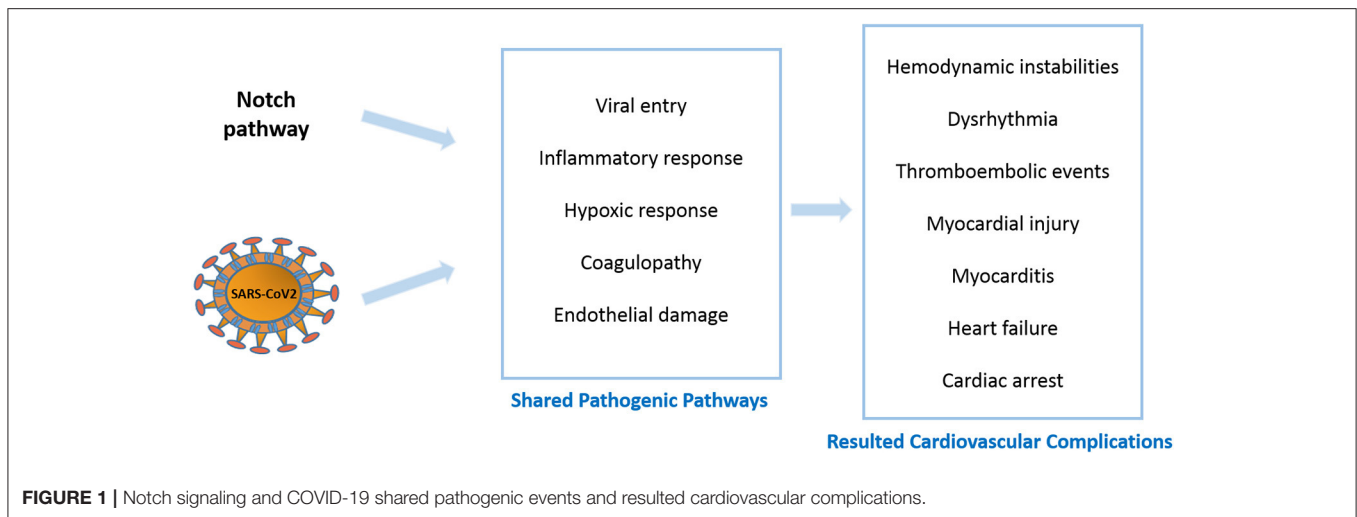 Notch
pathway
SARS-CoV2
Viral entry
Inflammatory response
Hypoxic response
Coagulopathy
Endothelial damage
Shared Pathogenic Pathways
Hemodynamic instabilities
Dysrhythmia
Thromboembolic events
Myocardial injury
Myocarditis
Heart failure
Cardiac arrest
Resulted Cardiovascular Complications
FIGURE 1 | Notch signaling and COVID-19 shared pathogenic events and resulted cardiovascular complications.